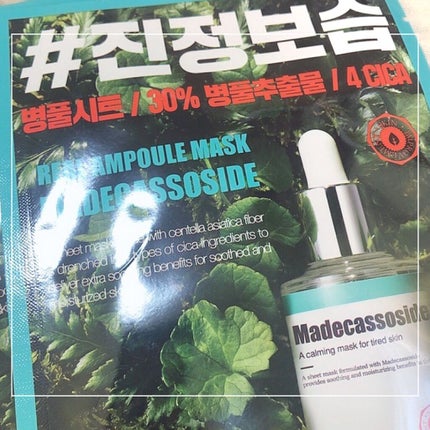 #진정보습
병풀시트 / 30% 병풀추출물 / 4 CICA
AMPOULE MASK
MADECASSOSIDE
sheet mask with centella asiatica fiber
drenched types of cica ingredients to
extra soothing benefits for soothed and
Madecassoside
A calming mask for tired skin
A sheet mask formulated with Madecassoside
provides soothing and moisturizing benefits